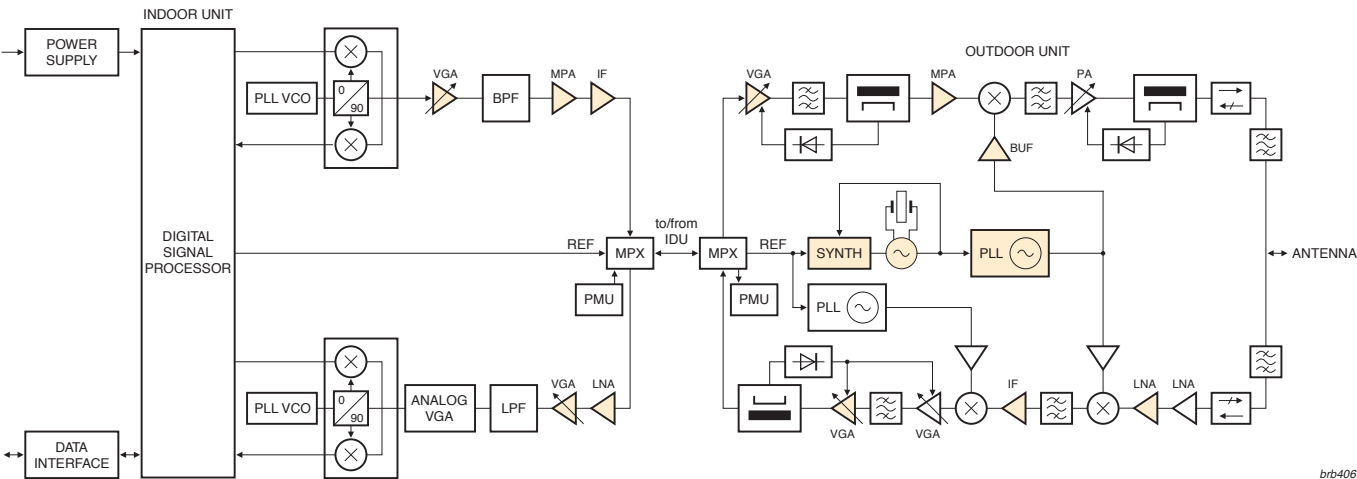 INDOOR UNIT
POWER
SUPPLY
PLL VCO
0
90
VGA
BPF
MPA
IF
DIGITAL
SIGNAL
PROCESSOR
REF
MPX
PMU
to/from
IDU
DATA
INTERFACE
PLL VCO
0
90
ANALOG
VGA
LPF
VGA
LNA
OUTDOOR UNIT
VGA
MPA
PA
BUF
MPX
REF
SYNTH
PLL
PMU
PLL
ANTENNA
VGA
VGA
IF
LNA
LNA
brb406